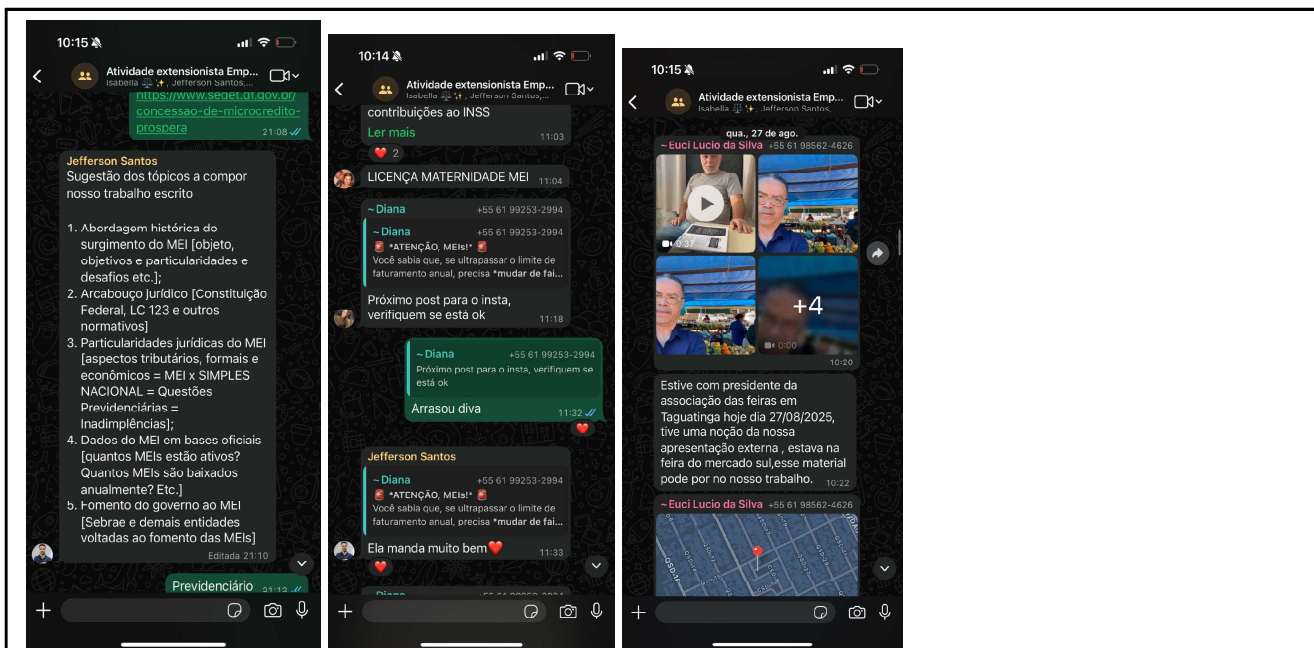 10:15
Atividade extensionista Emp...
Isabella, Jefferson Santos,...
https://www.sedet.df.gov.br/
concessao-de-microcredito-
prospera
21:08
Jefferson Santos
Sugestão dos tópicos a compor
nosso trabalho escrito
1. Abordagem histórica do
surgimento do MEI [objeto,
objetivos e particularidades e
desafios etc.];
2. Arcabouço jurídico [Constituição
Federal, LC 123 e outros
normativos]
3. Particularidades jurídicas do MEI
[aspectos tributários, formais e
econômicos = MEI x SIMPLES
NACIONAL = Questões
Previdenciárias =
Inadimplências];
4. Dados do MEI em bases oficiais
[quantos MEIs estão ativos?
Quantos MEIs são baixados
anualmente? Etc.]
5. Fomento do governo ao MEI
[Sebrae e demais entidades
voltadas ao fomento das MEIs]
Editada 21:10
Previdenciário 21:13
10:14
Atividade extensionista Emp...
Isabella, Jefferson Santos,...
contribuições ao INSS
Ler mais 11:03
2
LICENÇA MATERNIDADE MEI 11:04
~ Diana +55 61 99253-2994
~ Diana +55 61 99253-2994
*ATENÇÃO, MEIs!*
Você sabia que, se ultrapassar o limite de
faturamento anual, precisa *mudar de fai...
Próximo post para o insta,
verifiquem se está ok 11:18
~ Diana +55 61 99253-2994
Próximo post para o insta, verifiquem se
está ok
Arrasou diva 11:32
Jefferson Santos
~ Diana +55 61 99253-2994
*ATENÇÃO, MEIs!*
Você sabia que, se ultrapassar o limite de
faturamento anual, precisa *mudar de fai...
Ela manda muito bem 11:33
10:15
Atividade extensionista Emp...
Isabella, Jefferson Santos,
qua., 27 de ago.
~ Euci Lucio da Silva +55 61 98562-4626
0:37
+4
0:00
10:20
Estive com presidente da
associação das feiras em
Taguatinga hoje dia 27/08/2025,
tive uma noção da nossa
apresentação externa , estava na
feira do mercado sul,esse material
pode por no nosso trabalho. 10:22
~ Euci Lucio da Silva +55 61 98562-4626